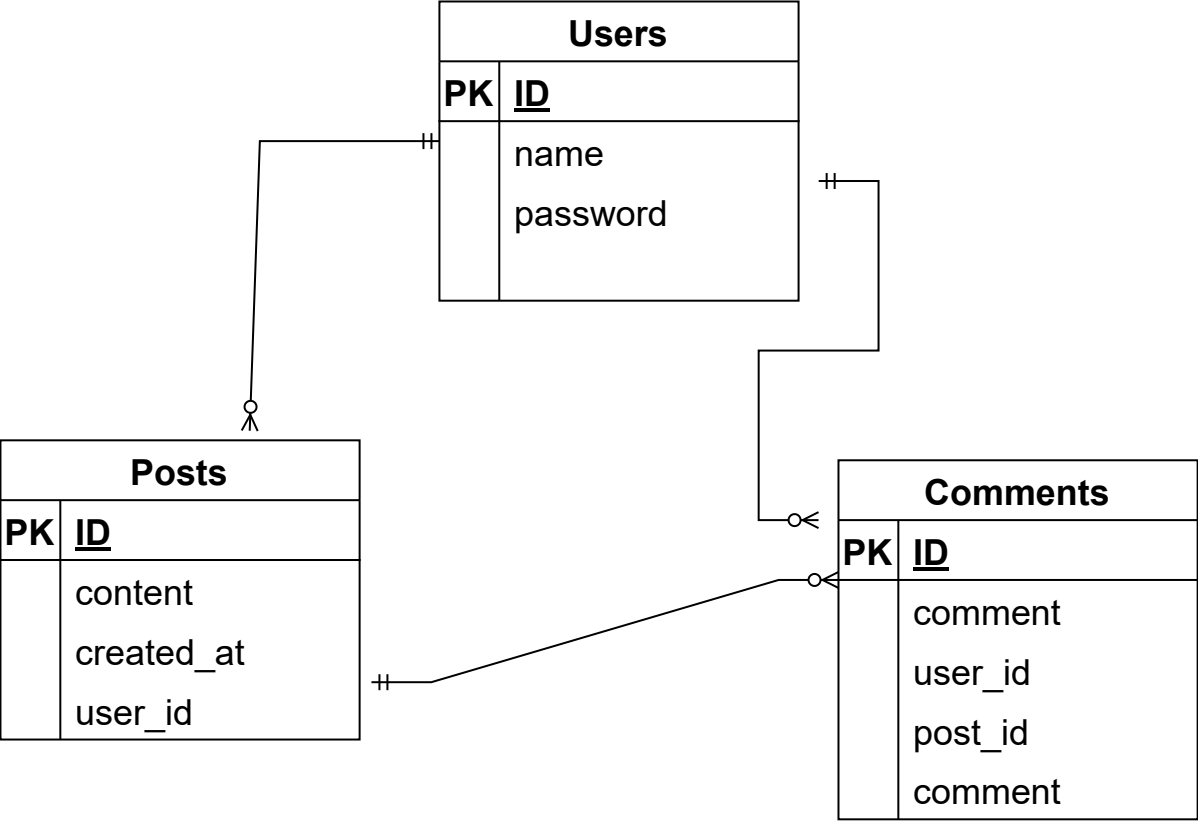 Users
PK ID
name
password
Posts
PK ID
content
created_at
user_id
Comments
PK ID
comment
user_id
post_id
comment